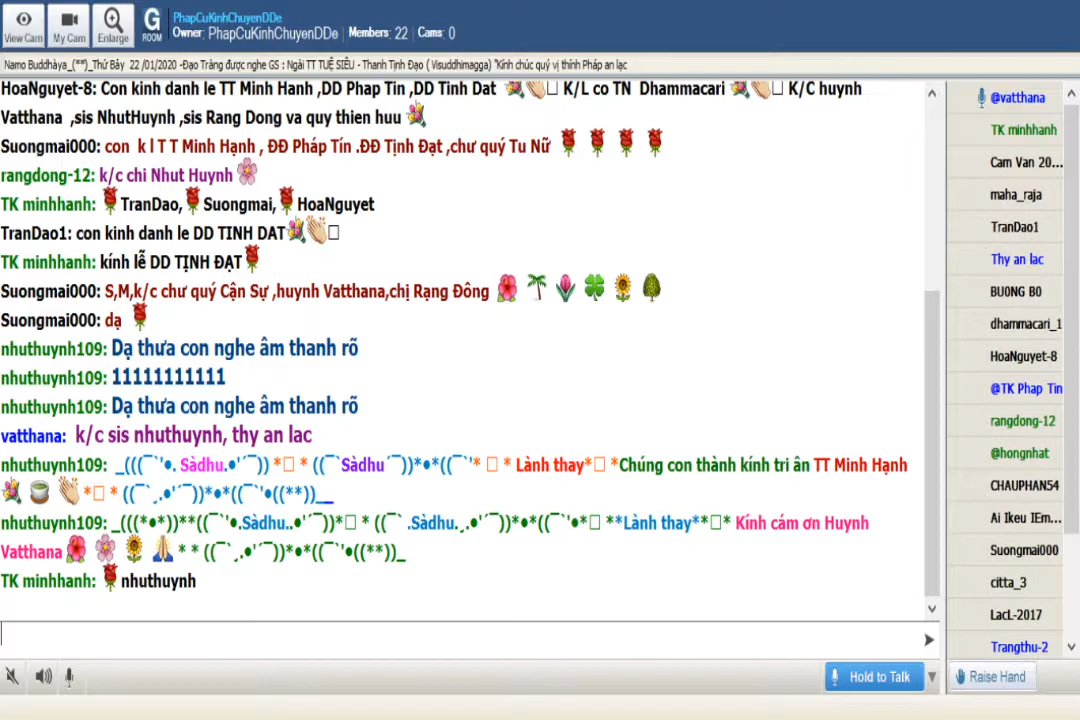 View Cam
My Cam
Enlarge
G
ROOM
PhapCuKinhChuyenDDe
Owner: PhapCuKinhChuyenDDe Members: 22 Cams: 0
Namo Buddhàya_(**)_Thứ Bảy 22 /01/2020 -Đạo Tràng được nghe GS : Ngài TT TUỆ SIÊU - Thanh Tịnh Đạo ( Visuddhimagga) "Kính chúc quý vị thính Pháp an lạc
HoaNguyet-8: Con kinh danh le TT Minh Hanh ,DD Phap Tin ,DD Tinh Dat 💐👏 K/L co TN Dhammacari 💐👏 K/C huynh
Vatthana ,sis NhutHuynh ,sis Rang Dong va quy thien huu 💐
Suongmai000: con k l T T Minh Hạnh , ĐĐ Pháp Tín .ĐĐ Tịnh Đạt ,chư quý Tu Nữ 🌹 🌹 🌹 🌹
rangdong-12: k/c chi Nhut Huynh 🌸
TK minhhanh: 🌹TranDao,🌹Suongmai,🌹HoaNguyet
TranDao1: con kinh danh le DD TINH DAT💐👏
TK minhhanh: kính lễ DD TỊNH ĐẠT🌹
Suongmai000: S,M,k/c chư quý Cận Sự ,huynh Vatthana,chị Rạng Đông 🌺 🌴 🌷 🍀 🌻 🌳
Suongmai000: dạ 🌹
nhuthuynh109: Dạ thưa con nghe âm thanh rõ
nhuthuynh109: 11111111111
nhuthuynh109: Dạ thưa con nghe âm thanh rõ
vatthana: k/c sis nhuthuynh, thy an lac
nhuthuynh109: _(((¯`'•. Sàdhu.•'´¯)) *□ * ((¯`Sàdhu´¯))*•*((¯`'* □ * Lành thay*□ *Chúng con thành kính tri ân TT Minh Hạnh
💐 🍵 👏 *□ * ((¯`¸.•'´¯))*•*((¯`'•((**))__
nhuthuynh109: _(((*•*))**((¯`'•.Sàdhu..•'´¯))*□ * ((¯` .Sàdhu.¸.•'´¯))*•*((¯`'•*□ **Lành thay**□* Kính cám ơn Huynh
Vatthana 🌺 🌸 🌻 🙏 * * ((¯`¸.•'´¯))*•*((¯`'•((**))_
TK minhhanh: 🌹nhuthuynh
Hold to Talk
@vatthana
TK minhhanh
Cam Van 20...
maha_raja
TranDao1
Thy an lac
BUONG BO
dhammacari_1
HoaNguyet-8
@TK Phap Tin
rangdong-12
@hongnhat
CHAUPHAN54
Ai Ikeu IEm...
Suongmai000
citta_3
LacL-2017
Trangthu-2
Raise Hand